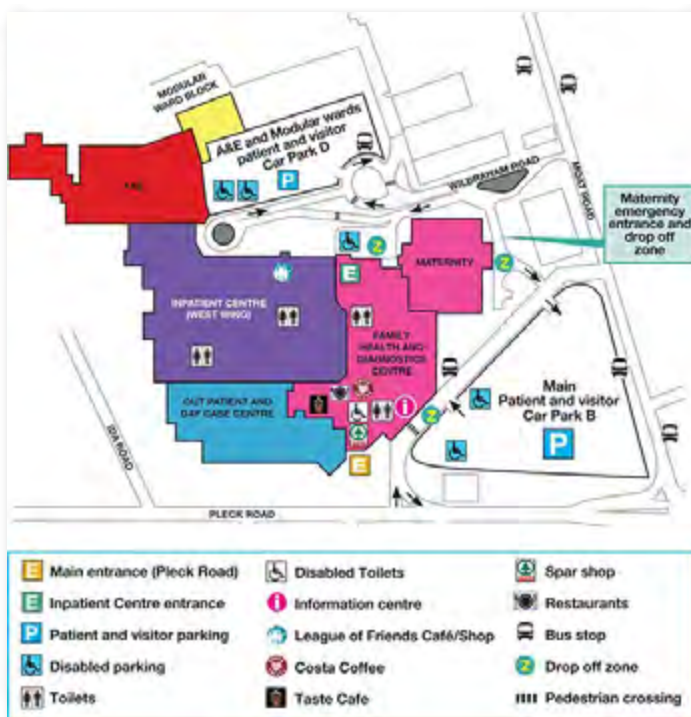 MODULAR
WARD BLOCK
A&E and Modular wards
patient and visitor
Car Park D
P
WILBRAHAM ROAD
MOAT ROAD
Maternity
emergency
entrance and
drop off
zone
A&E
Z
Z
E
MATERNITY
INPATIENT CENTRE
(WEST WING)
FAMILY
HEALTH AND
DIAGNOSTICS
CENTRE
OUT PATIENT AND
DAY CASE CENTRE
i
Z
Main
Patient and visitor
Car Park B
P
E
IDA ROAD
PLECK ROAD
E Main entrance (Pleck Road)
E Inpatient Centre entrance
P Patient and visitor parking
Disabled parking
Toilets
Disabled Toilets
i Information centre
League of Friends Café/Shop
Costa Coffee
Taste Cafe
Spar shop
Restaurants
Bus stop
Z Drop off zone
Pedestrian crossing